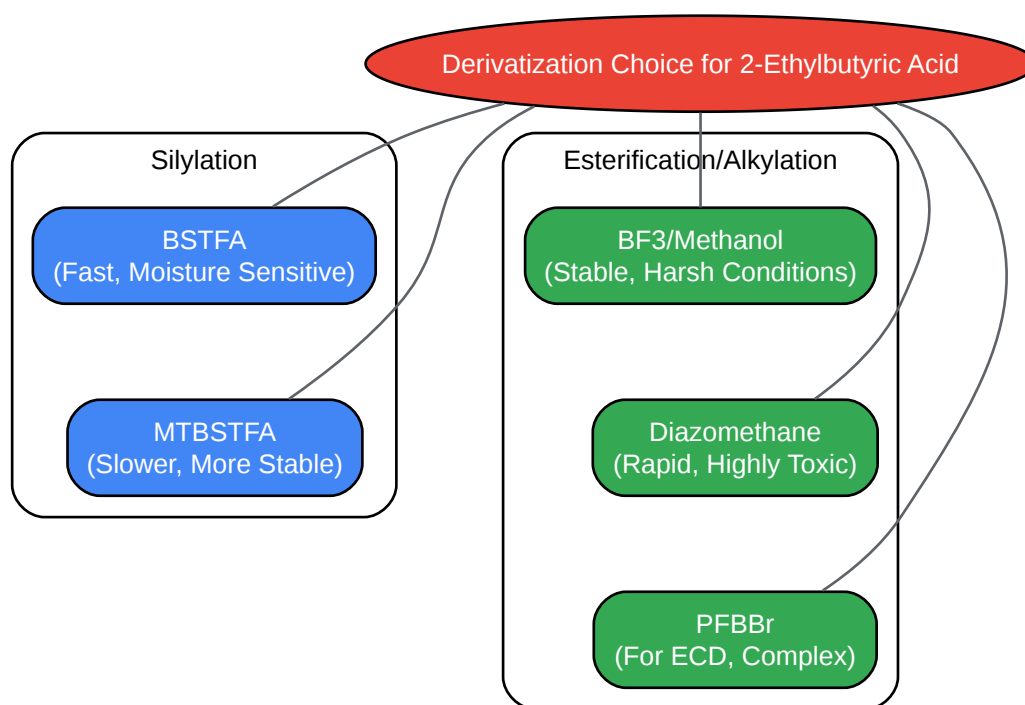 Derivatization Choice for 2-Ethylbutyric Acid
Silylation
BSTFA
(Fast, Moisture Sensitive)
MTBSTFA
(Slower, More Stable)
Esterification/Alkylation
BF3/Methanol
(Stable, Harsh Conditions)
Diazomethane
(Rapid, Highly Toxic)
PFBBr
(For ECD, Complex)